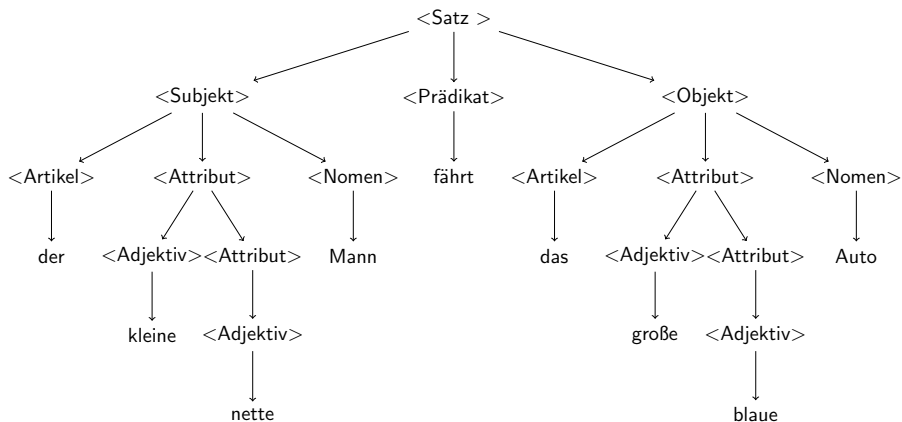 <Satz >
<Subjekt> <Prädikat> <Objekt>
<Artikel> <Attribut> <Nomen> fährt <Artikel> <Attribut> <Nomen>
der <Adjektiv> <Attribut> Mann das <Adjektiv> <Attribut> Auto
kleine <Adjektiv> große <Adjektiv>
nette blaue